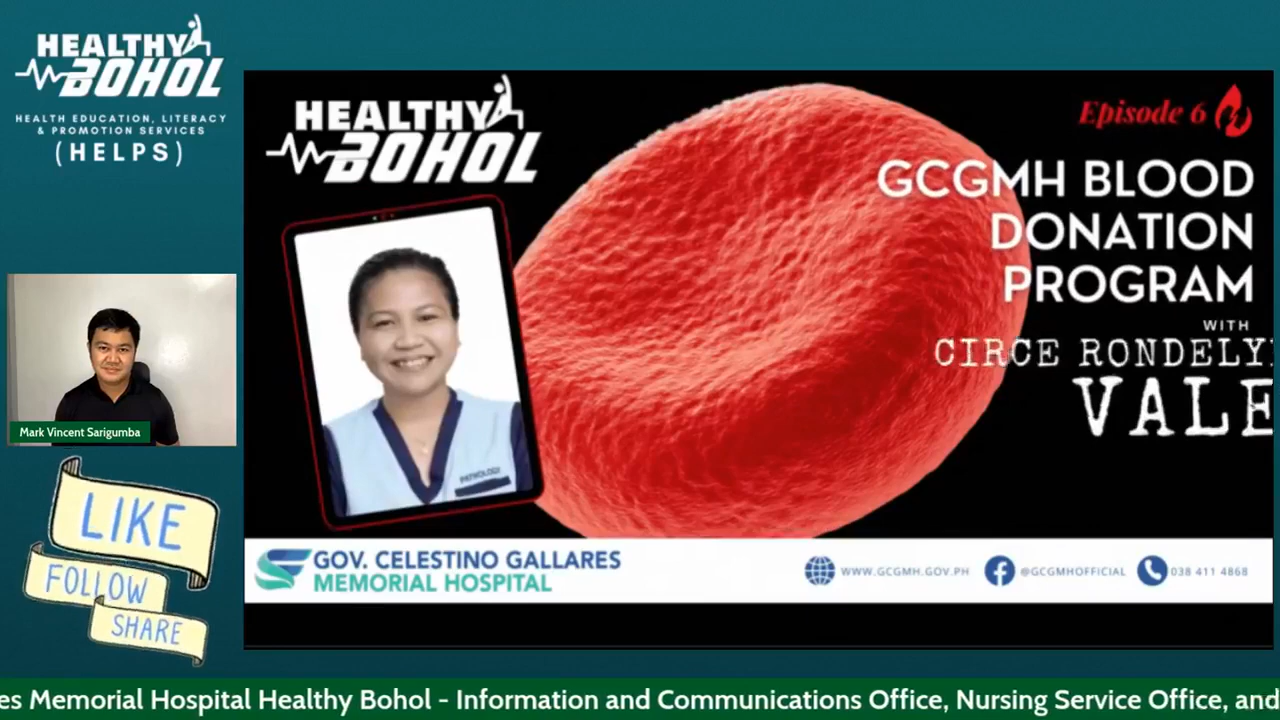 HEALTHY
BOHOL
HEALTH EDUCATION, LITERACY
& PROMOTION SERVICES
(HELPS)
Mark Vincent Sarigumba
LIKE
FOLLOW
SHARE
HEALTHY
BOHOL
PATHOLOGY
Episode 6
GCGMH BLOOD
DONATION
PROGRAM
WITH
CIRCE RONDELY
VALE
GOV. CELESTINO GALLARES
MEMORIAL HOSPITAL
WWW.GCGMH.GOV.PH
@GCGMHOFFICIAL
038 411 4868
es Memorial Hospital Healthy Bohol - Information and Communications Office, Nursing Service Office, and